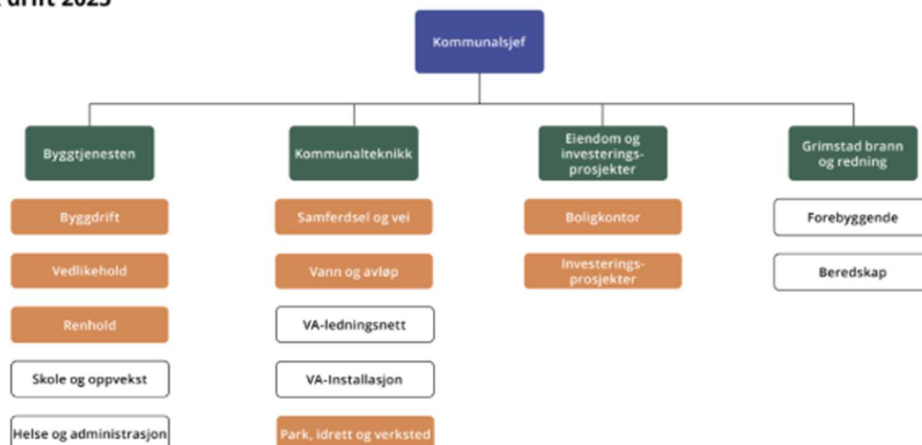 drift 2025
Kommunalsjef
Byggtjenesten
Kommunalteknikk
Eiendom og
investerings-
prosjekter
Grimstad brann
og redning
Byggdrift
Samferdsel og vei
Boligkontor
Forebyggende
Vedlikehold
Vann og avløp
Investerings-
prosjekter
Beredskap
Renhold
VA-ledningsnett
Skole og oppvekst
VA-Installasjon
Helse og administrasjon
Park, idrett og verksted